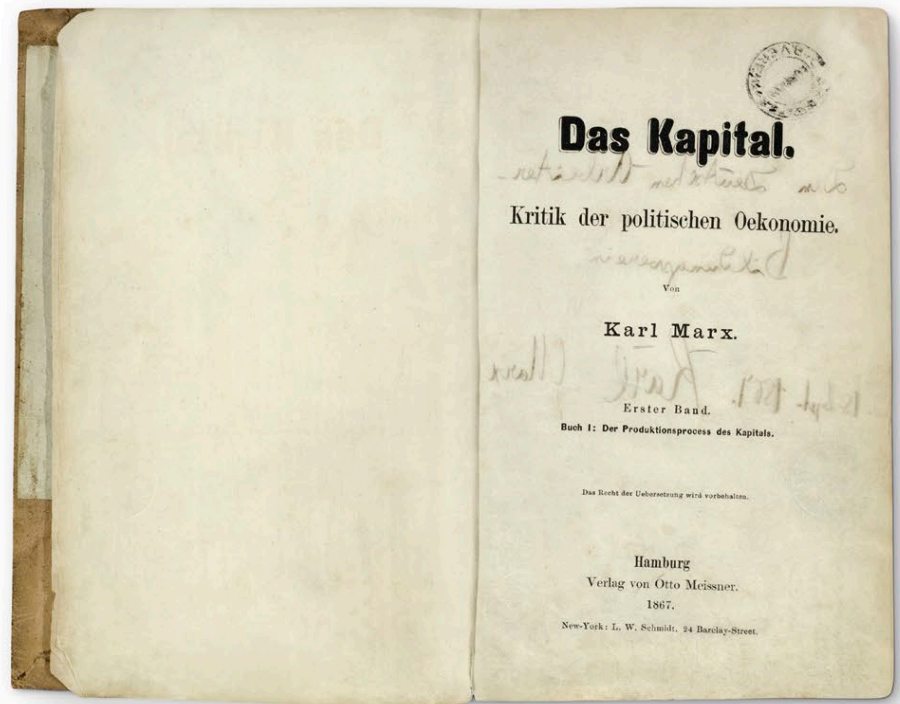 Das Kapital.
Kritik der politischen Oekonomie.
Von
Karl Marx.
Erster Band.
Buch I: Der Produktionsprocess des Kapitals.
Das Recht der Uebersetzung wird vorbehalten.
Hamburg
Verlag von Otto Meissner.
1867.
New-York: L. W. Schmidt. 24 Barclay-Street.